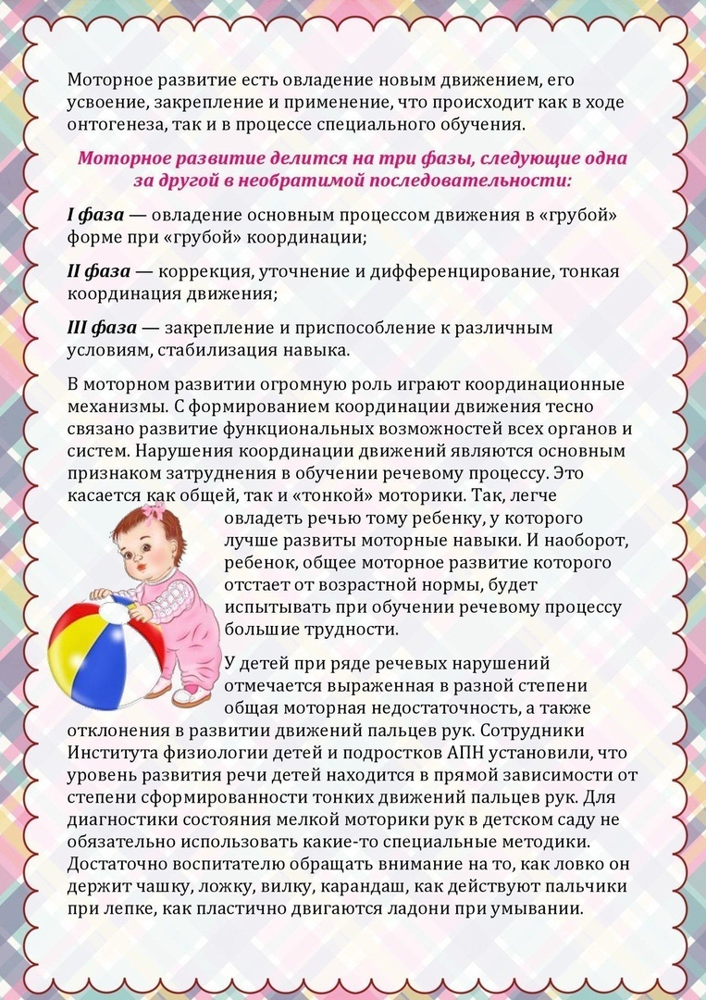 Моторное развитие есть овладение новым движением, его
усвоение, закрепление и применение, что происходит как в ходе
онтогенеза, так и в процессе специального обучения.
Моторное развитие делится на три фазы, следующие одна
за другой в необратимой последовательности:
I фаза — овладение основным процессом движения в «грубой»
форме при «грубой» координации;
II фаза — коррекция, уточнение и дифференцирование, тонкая
координация движения;
III фаза — закрепление и приспособление к различным
условиям, стабилизация навыка.
В моторном развитии огромную роль играют координационные
механизмы. С формированием координации движения тесно
связано развитие функциональных возможностей всех органов и
систем. Нарушения координации движений являются основным
признаком затруднения в обучении речевому процессу. Это
касается как общей, так и «тонкой» моторики. Так, легче
овладеть речью тому ребенку, у которого
лучше развиты моторные навыки. И наоборот,
ребенок, общее моторное развитие которого
отстает от возрастной нормы, будет
испытывать при обучении речевому процессу
большие трудности.
У детей при ряде речевых нарушений
отмечается выраженная в разной степени
общая моторная недостаточность, а также
отклонения в развитии движений пальцев рук. Сотрудники
Института физиологии детей и подростков АПН установили, что
уровень развития речи детей находится в прямой зависимости от
степени сформированности тонких движений пальцев рук. Для
диагностики состояния мелкой моторики рук в детском саду не
обязательно использовать какие-то специальные методики.
Достаточно воспитателю обращать внимание на то, как ловко он
держит чашку, ложку, вилку, карандаш, как действуют пальчики
при лепке, как пластично двигаются ладони при умывании.